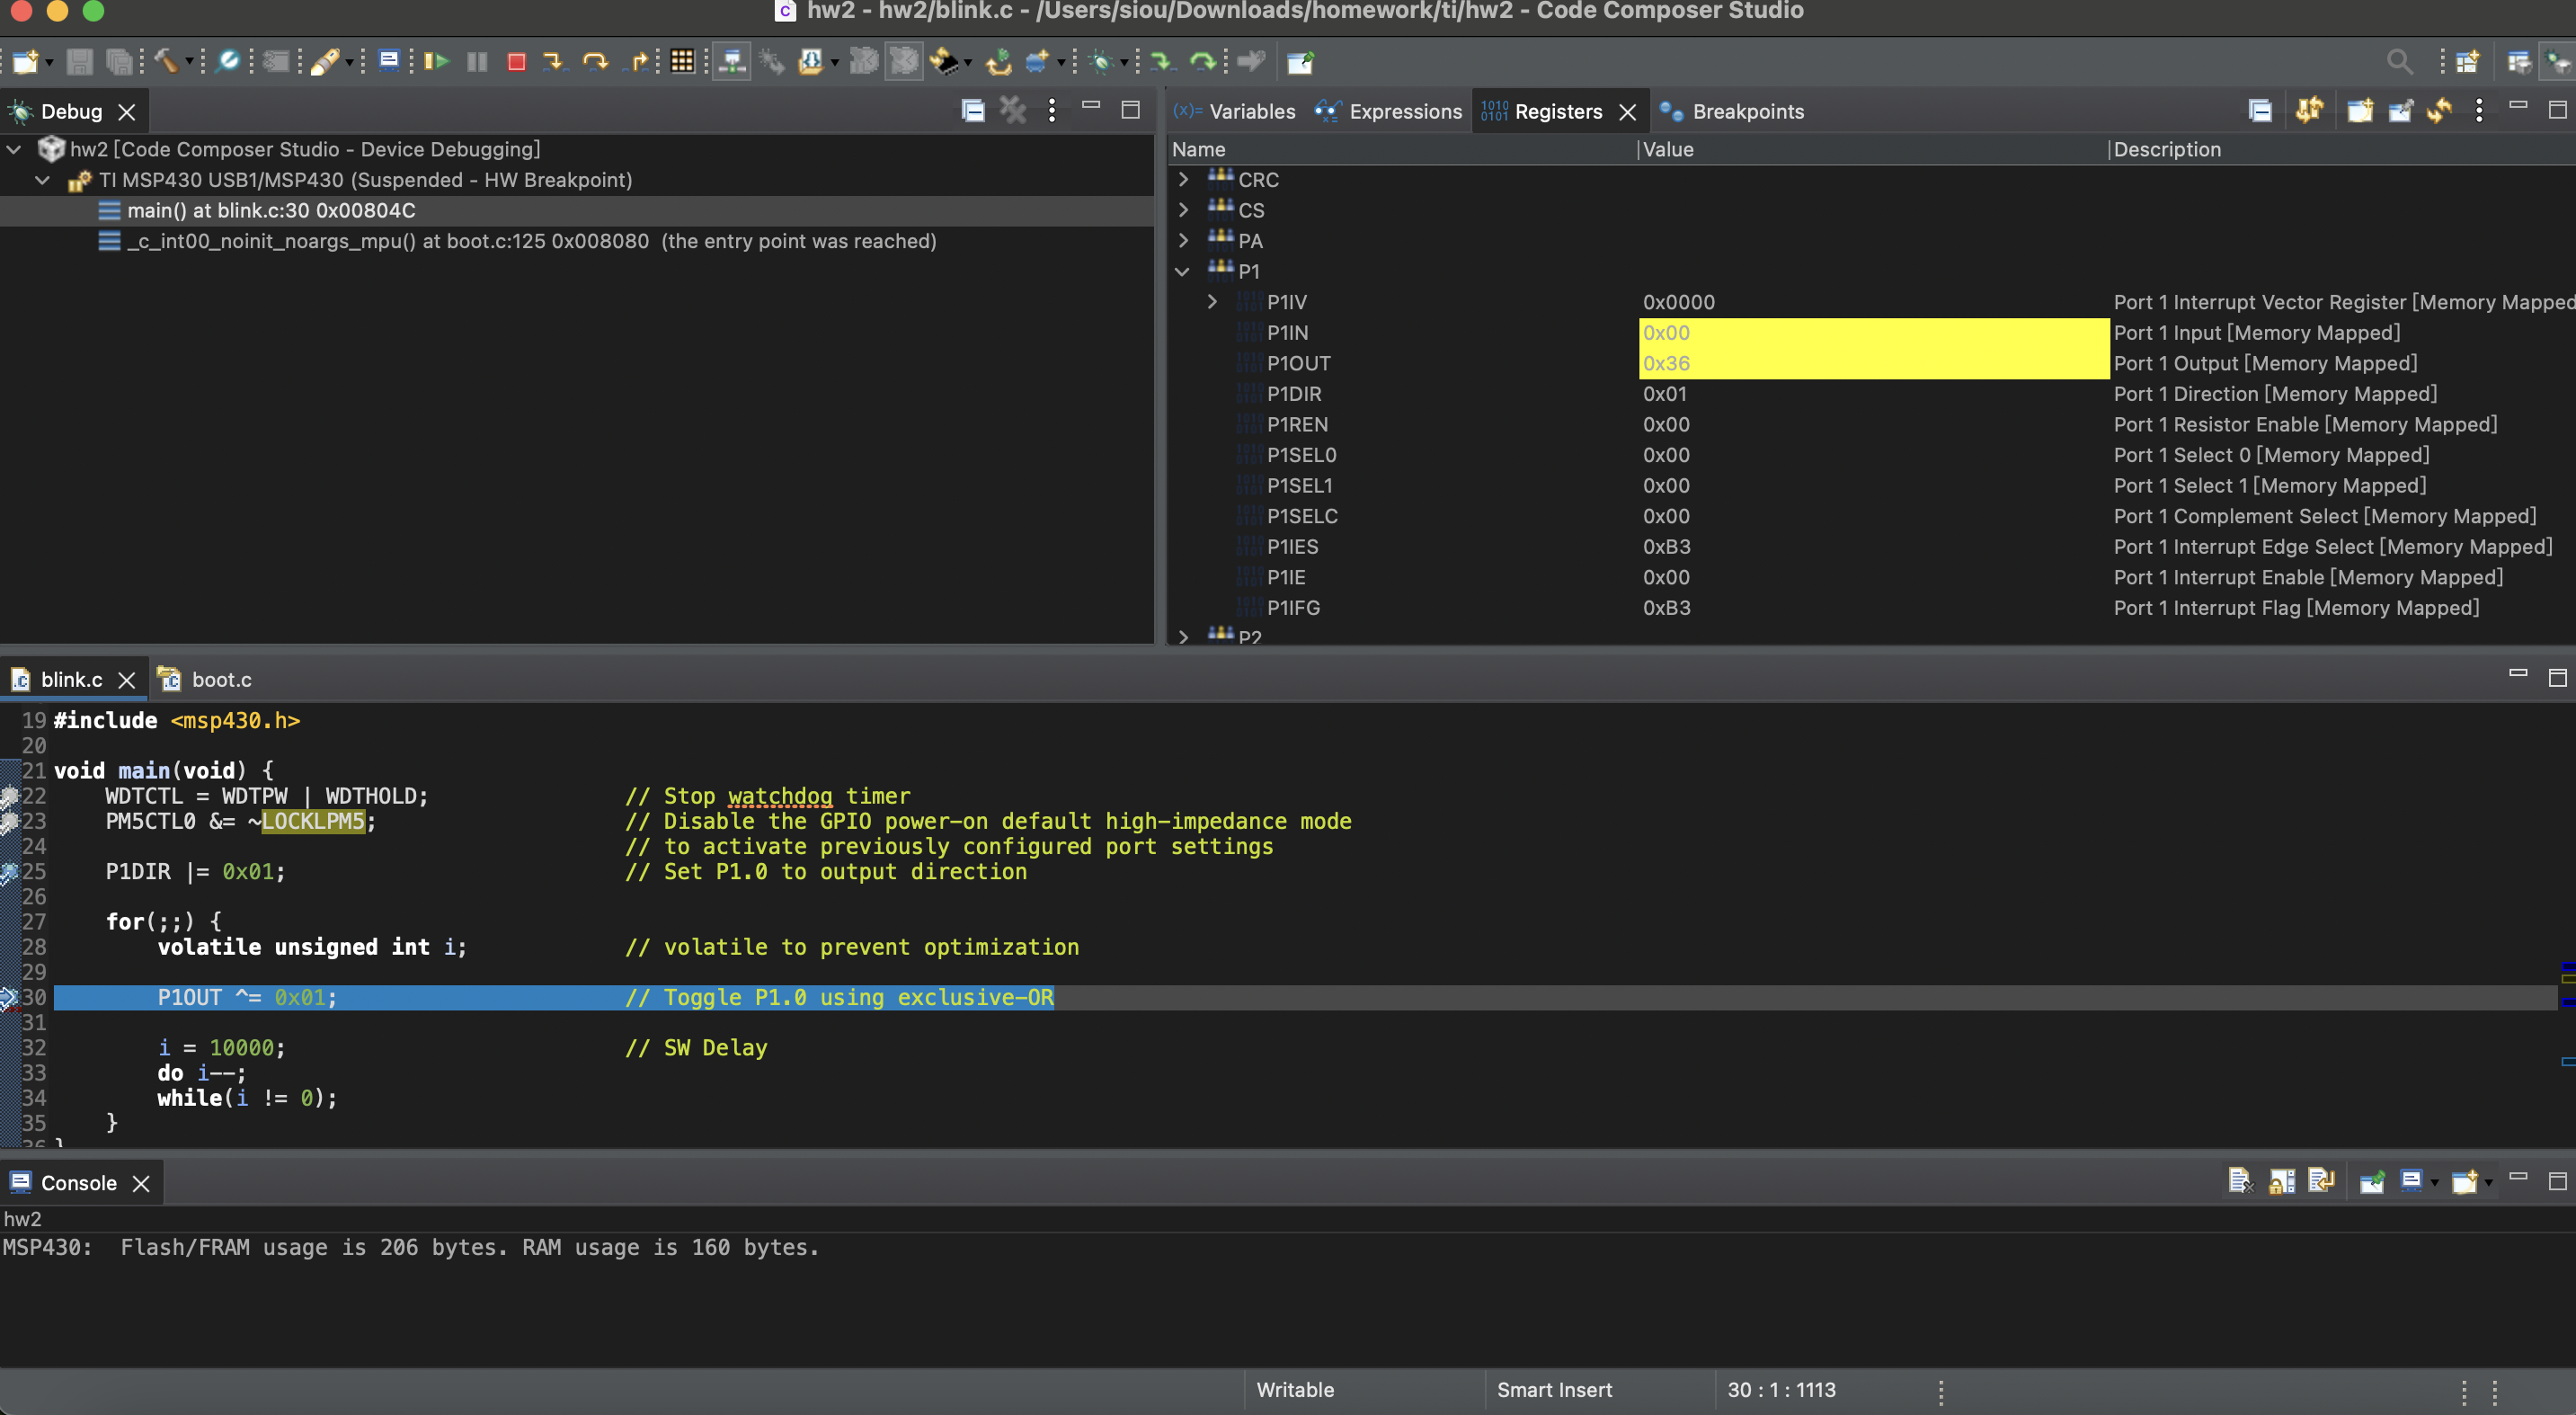 hw2 - hw2/blink.c - /Users/siou/Downloads/homework/ti/hw2 - Code Composer Studio
Debug
hw2 [Code Composer Studio - Device Debugging]
TI MSP430 USB1/MSP430 (Suspended - HW Breakpoint)
main() at blink.c:30 0x00804C
_c_int00_noinit_noargs_mpu() at boot.c:125 0x008080 (the entry point was reached)
(x)= Variables Expressions Registers Breakpoints
Name Value Description
CRC
CS
PA
P1
P1IV 0x0000 Port 1 Interrupt Vector Register [Memory Mapped
P1IN 0x00 Port 1 Input [Memory Mapped]
P1OUT 0x36 Port 1 Output [Memory Mapped]
P1DIR 0x01 Port 1 Direction [Memory Mapped]
P1REN 0x00 Port 1 Resistor Enable [Memory Mapped]
P1SEL0 0x00 Port 1 Select 0 [Memory Mapped]
P1SEL1 0x00 Port 1 Select 1 [Memory Mapped]
P1SELC 0x00 Port 1 Complement Select [Memory Mapped]
P1IES 0xB3 Port 1 Interrupt Edge Select [Memory Mapped]
P1IE 0x00 Port 1 Interrupt Enable [Memory Mapped]
P1IFG 0xB3 Port 1 Interrupt Flag [Memory Mapped]
P2
blink.c boot.c
19 #include <msp430.h>
20
21 void main(void) {
22 WDTCTL = WDTPW | WDTHOLD; // Stop watchdog timer
23 PM5CTL0 &= ~LOCKLPM5; // Disable the GPIO power-on default high-impedance mode
24 // to activate previously configured port settings
25 P1DIR |= 0x01; // Set P1.0 to output direction
26
27 for(;;) {
28 volatile unsigned int i; // volatile to prevent optimization
29
30 P1OUT ^= 0x01; // Toggle P1.0 using exclusive-OR
31
32 i = 10000; // SW Delay
33 do i--;
34 while(i != 0);
35 }
36 }
Console
hw2
MSP430: Flash/FRAM usage is 206 bytes. RAM usage is 160 bytes.
Writable Smart Insert 30 : 1 : 1113